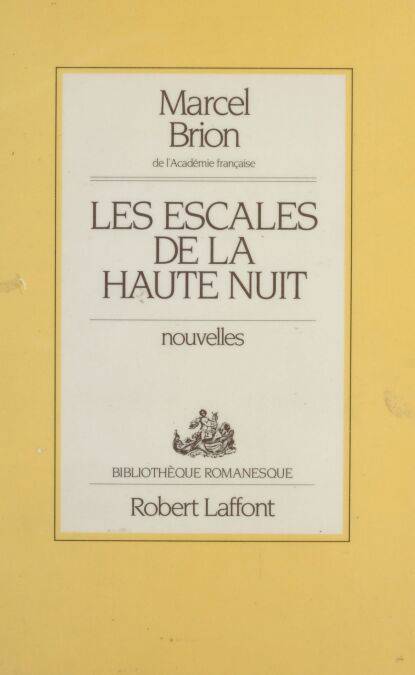 Marcel
Brion
de l'Académie française
LES ESCALES
DE LA
HAUTE NUIT
nouvelles
BIBLIOTHÈQUE ROMANESQUE
Robert Laffont